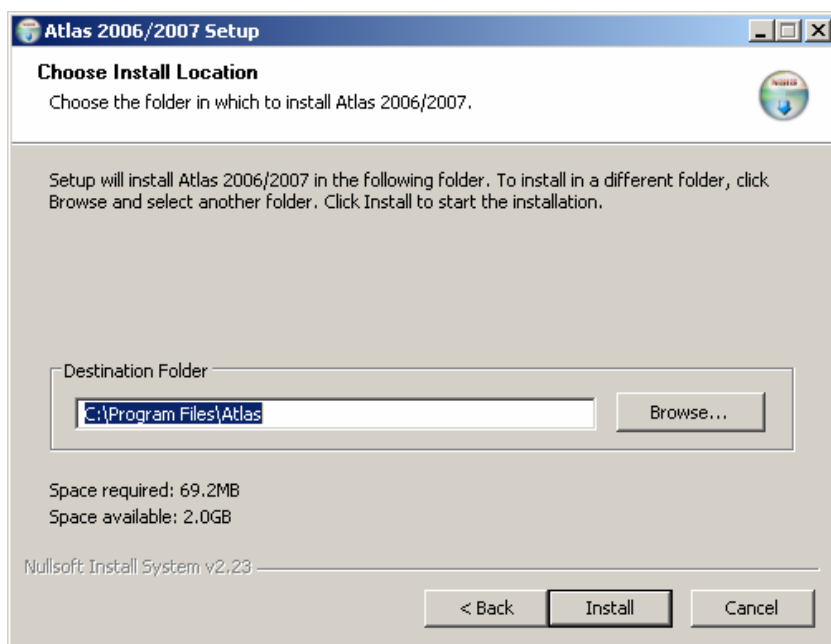 Atlas 2006/2007 Setup
Choose Install Location
Choose the folder in which to install Atlas 2006/2007.
Setup will install Atlas 2006/2007 in the following folder. To install in a different folder, click
Browse and select another folder. Click Install to start the installation.
Destination Folder
C:\Program Files\Atlas
Browse...
Space required: 69.2MB
Space available: 2.0GB
Nullsoft Install System v2.23
< Back
Install
Cancel